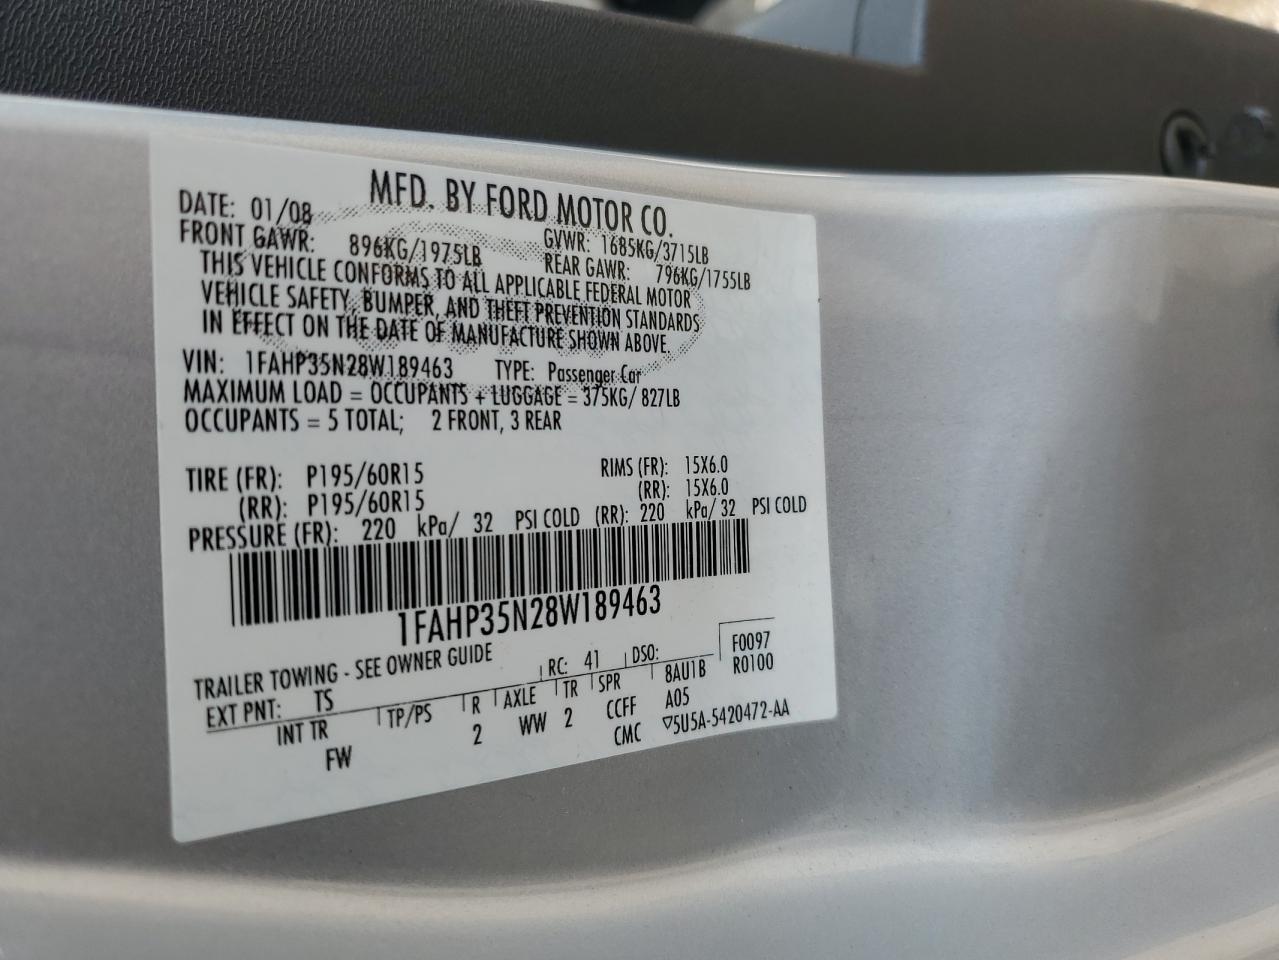 MFD. BY FORD MOTOR CO.
DATE: 01/08 GVWR: 1685KG/3715LB
FRONT GAWR: 896KG/1975LB REAR GAWR: 796KG/1755LB
THIS VEHICLE CONFORMS TO ALL APPLICABLE FEDERAL MOTOR
VEHICLE SAFETY, BUMPER, AND THEFT PREVENTION STANDARDS
IN EFFECT ON THE DATE OF MANUFACTURE SHOWN ABOVE.
VIN: 1FAHP35N28W189463 TYPE: Passenger Car
MAXIMUM LOAD = OCCUPANTS + LUGGAGE = 375KG/ 827LB
OCCUPANTS = 5 TOTAL; 2 FRONT, 3 REAR
TIRE (FR): P195/60R15 RIMS (FR): 15X6.0
(RR): P195/60R15 (RR): 15X6.0
PRESSURE (FR): 220 kPa/ 32 PSI COLD (RR): 220 kPa/ 32 PSI COLD
1FAHP35N28W189463
TRAILER TOWING - SEE OWNER GUIDE F0097
EXT PNT: TS RC: 41 DSO: R0100
INT TR TP/PS R AXLE TR SPR 8AU1B
FW 2 WW 2 CCFF A05
CMC ▽5U5A-5420472-AA